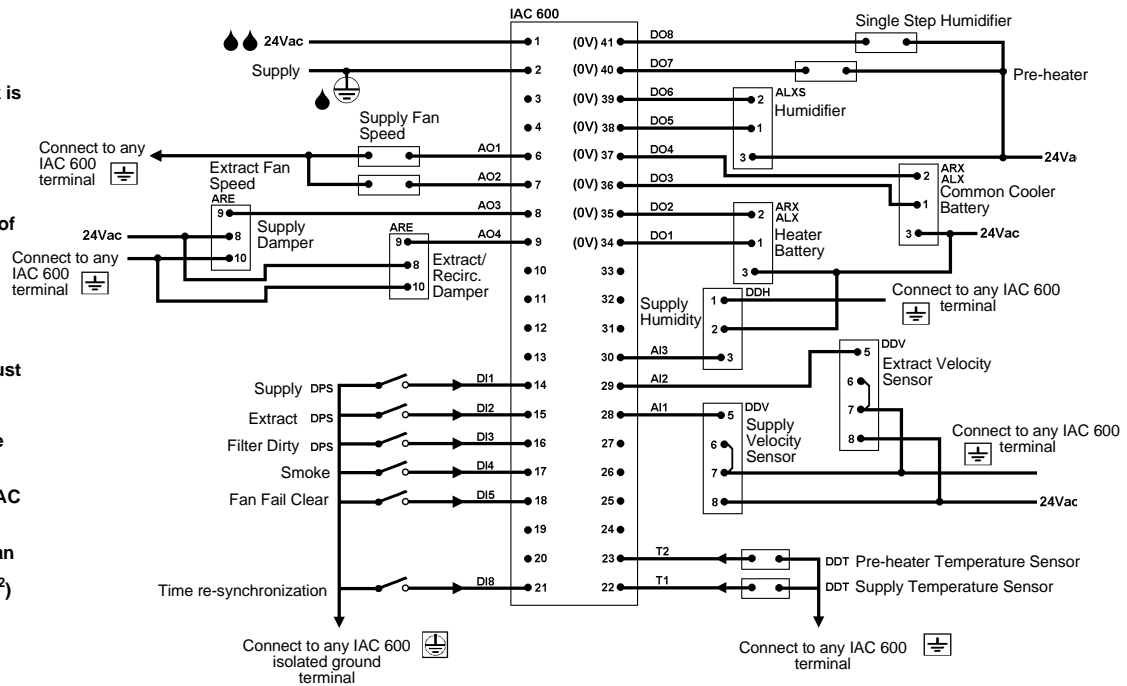 IAC 600
24Vac
Supply
is
Supply Fan
Speed
Connect to any
IAC 600
terminal
Extract Fan
Speed
of
24Vac
Connect to any
IAC 600
terminal
ARE
9
8
10
Supply
Damper
ARE
9
8
10
Extract/
Recirc.
Damper
AO1
AO2
AO3
AO4
ust
e
AC
an
2)
Supply DPS
Extract DPS
Filter Dirty DPS
Smoke
Fan Fail Clear
Time re-synchronization
DI1
DI2
DI3
DI4
DI5
DI8
Connect to any IAC 600
isolated ground
terminal
1
2
3
4
6
7
8
9
10
11
12
13
14
15
16
17
18
19
20
21
(0V) 41
(0V) 40
(0V) 39
(0V) 38
(0V) 37
(0V) 36
(0V) 35
(0V) 34
33
32
31
30
29
28
27
26
25
24
23
22
DO8
DO7
DO6
DO5
DO4
DO3
DO2
DO1
AI3
AI2
AI1
T2
T1
Single Step Humidifier
Pre-heater
2
1
3
ALXS
Humidifier
24Va
2
1
3
ARX
ALX
Common Cooler
Battery
24Vac
2
1
3
ARX
ALX
Heater
Battery
Supply
Humidity
1
2
3
DDH
Connect to any IAC 600
terminal
5
6
7
8
DDV
Extract Velocity
Sensor
5
6
7
8
DDV
Supply
Velocity
Sensor
Connect to any IAC 600
terminal
24Vac
DDT Pre-heater Temperature Sensor
DDT Supply Temperature Sensor
Connect to any IAC 600
terminal